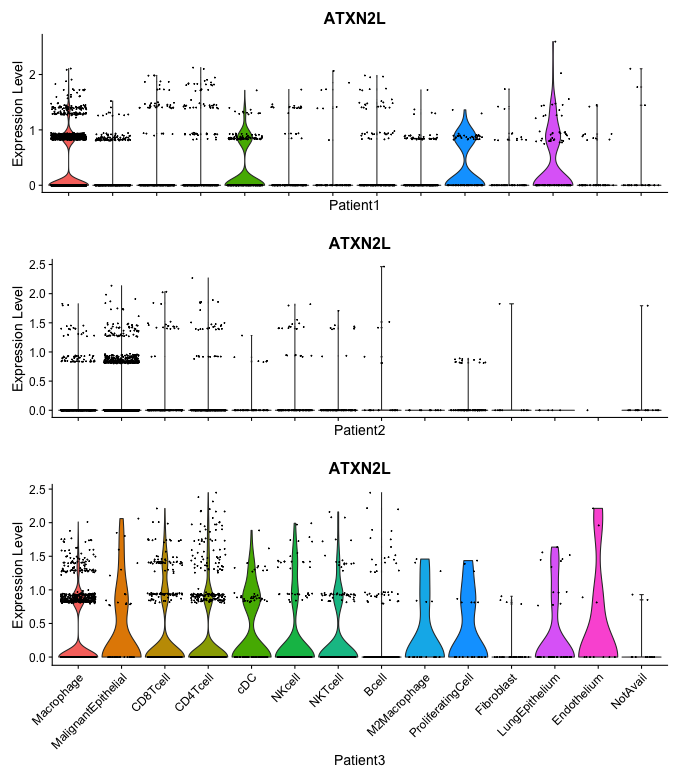 ATXN2L
Expression Level
2
1
0
Patient1
ATXN2L
Expression Level
2.5
2.0
1.5
1.0
0.5
0.0
Patient2
ATXN2L
Expression Level
2.5
2.0
1.5
1.0
0.5
0.0
Macrophage
MalignantEpithelial
CD8Tcell
CD4Tcell
cDC
NKcell
NKTcell
Bcell
M2Macrophage
ProliferatingCell
Fibroblast
LungEpithelium
Endothelium
NotAvail
Patient3